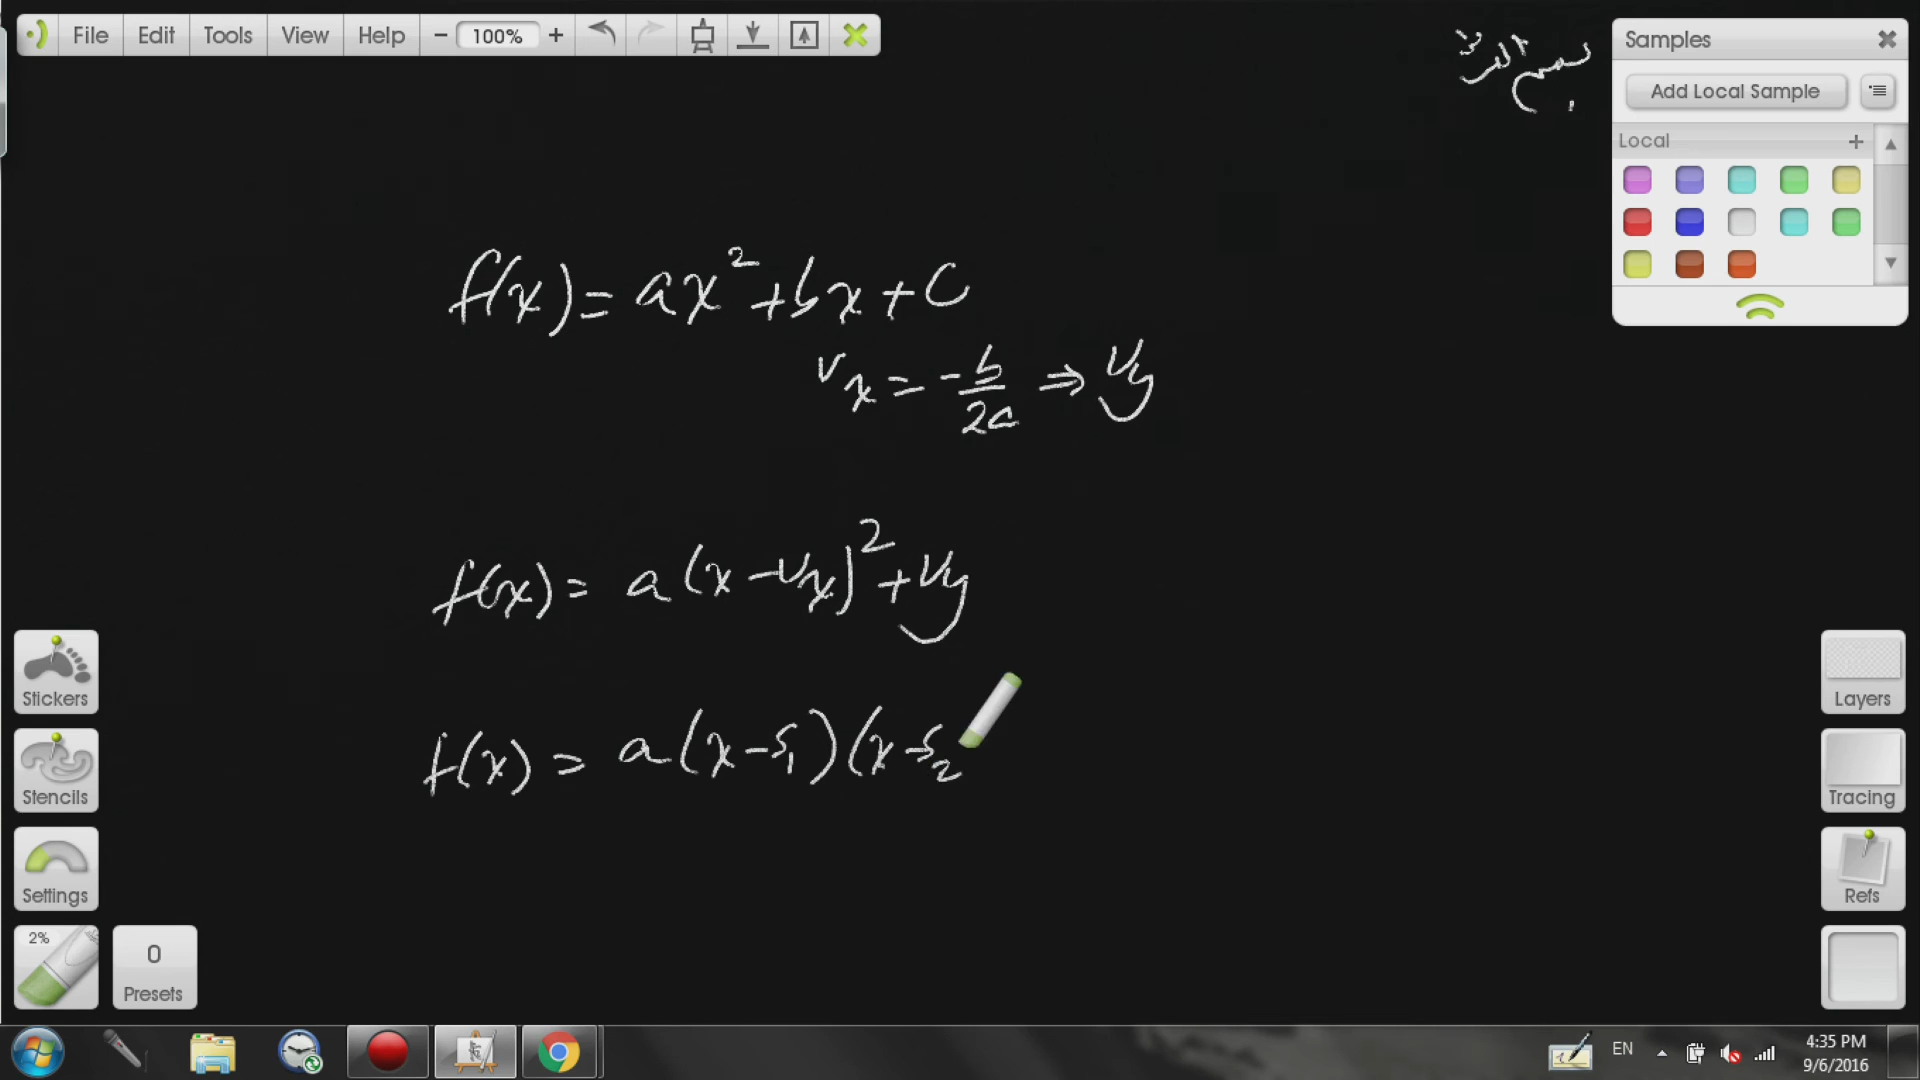 File Edit Tools View Help − 100% +
Samples
بسم الله
Add Local Sample
Local +
f(x) = ax² + bx + c
Vx = -b/2a ⇒ Vy
f(x) = a(x - Vx)² + Vy
f(x) = a(x - S₁)(x - S₂
Stickers
Stencils
Settings
2%
0
Presets
Layers
Tracing
Refs
EN
4:35 PM
9/6/2016